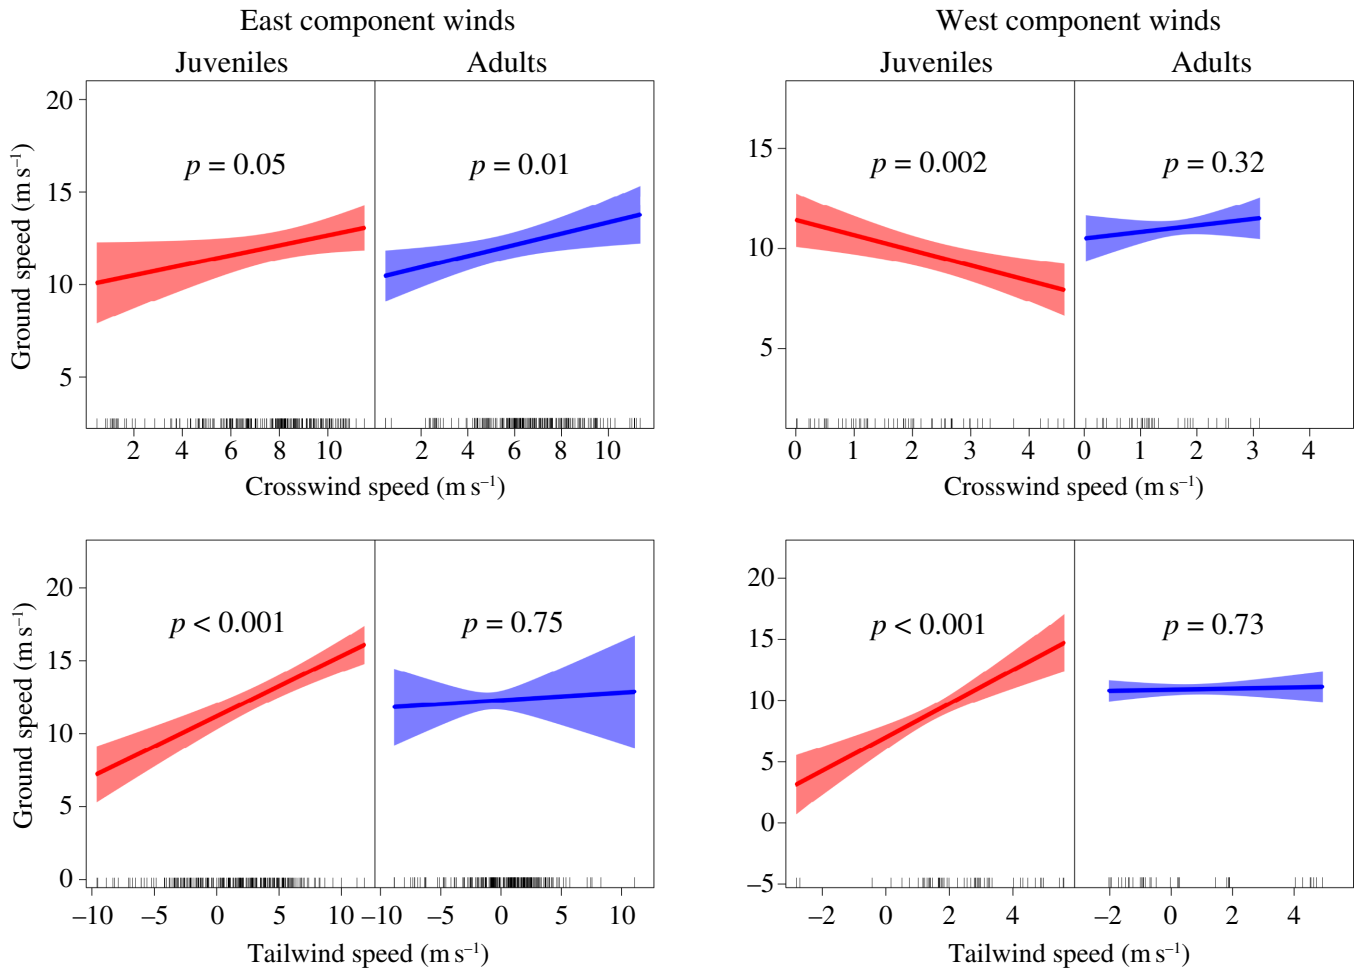 East component winds
West component winds
Juveniles
Adults
Juveniles
Adults
Ground speed (m s⁻¹)
20
15
10
5
p = 0.05
p = 0.01
2 4 6 8 10
2 4 6 8 10
Crosswind speed (m s⁻¹)
15
10
5
p = 0.002
p = 0.32
0 1 2 3 4
0 1 2 3 4
Crosswind speed (m s⁻¹)
Ground speed (m s⁻¹)
20
15
10
5
0
p < 0.001
p = 0.75
–10 –5 0 5 10
–10 –5 0 5 10
Tailwind speed (m s⁻¹)
20
15
10
5
0
–5
p < 0.001
p = 0.73
–2 0 2 4
–2 0 2 4
Tailwind speed (m s⁻¹)